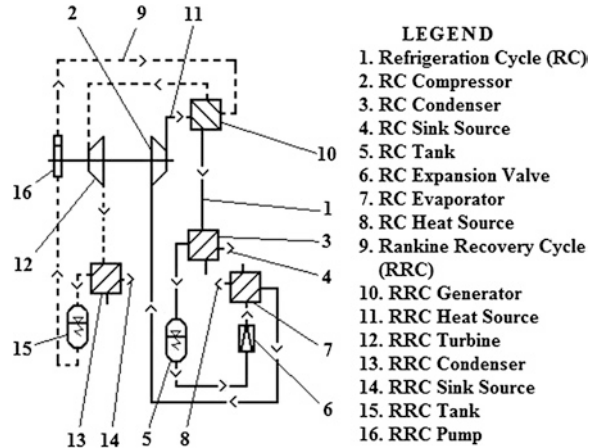 9
2
11
LEGEND
1. Refrigeration Cycle (RC)
2. RC Compressor
3. RC Condenser
4. RC Sink Source
5. RC Tank
6. RC Expansion Valve
7. RC Evaporator
8. RC Heat Source
9. Rankine Recovery Cycle
(RRC)
10. RRC Generator
11. RRC Heat Source
12. RRC Turbine
13. RRC Condenser
14. RRC Sink Source
15. RRC Tank
16. RRC Pump
10
16
1
3
12
4
15
7
6
13
14
5
8